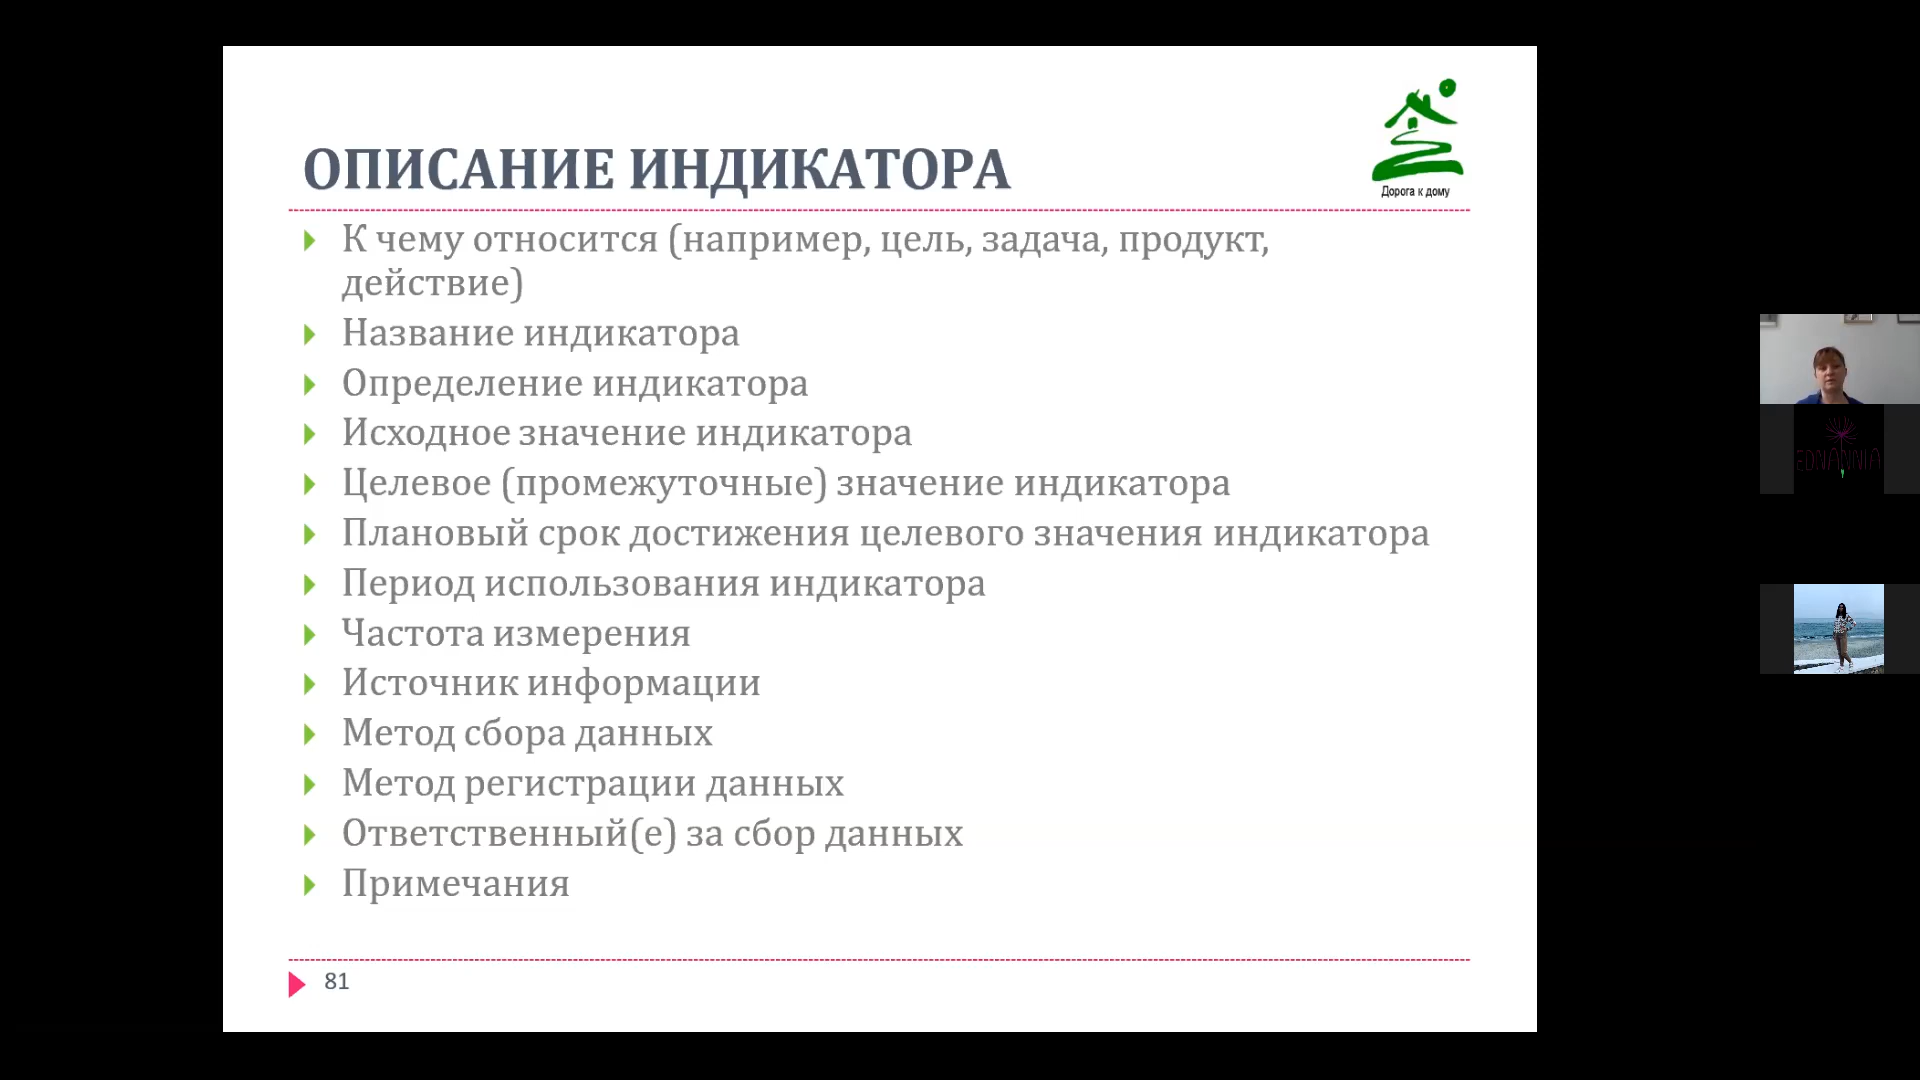 ОПИСАНИЕ ИНДИКАТОРА
Дорога к дому
К чему относится (например, цель, задача, продукт,
действие)
Название индикатора
Определение индикатора
Исходное значение индикатора
Целевое (промежуточные) значение индикатора
Плановый срок достижения целевого значения индикатора
Период использования индикатора
Частота измерения
Источник информации
Метод сбора данных
Метод регистрации данных
Ответственный(е) за сбор данных
Примечания
81
EDNANNIA